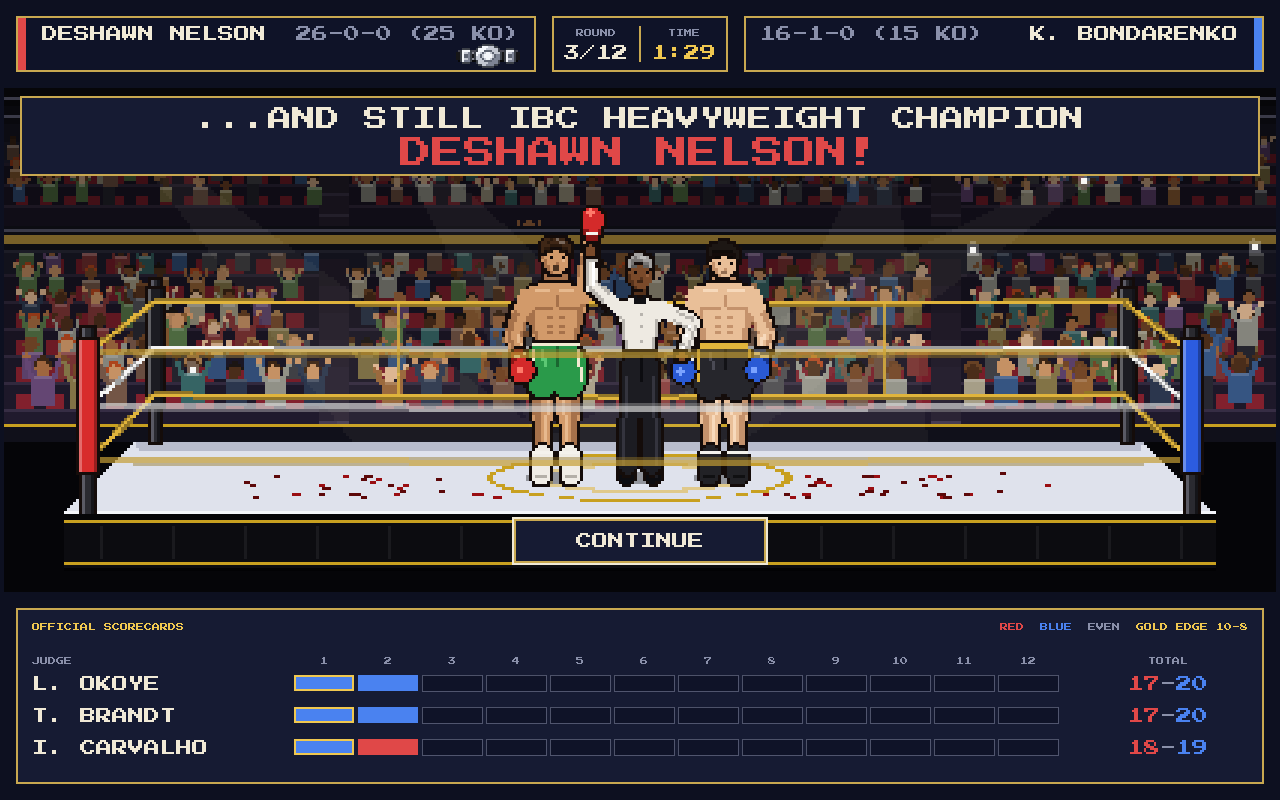 DESHAWN NELSON 26-0-0 (25 KO)
ROUND TIME
3/12 1:29
16-1-0 (15 KO) K. BONDARENKO
...AND STILL IBC HEAVYWEIGHT CHAMPION
DESHAWN NELSON!
CONTINUE
OFFICIAL SCORECARDS RED BLUE EVEN GOLD EDGE 10-8
JUDGE 1 2 3 4 5 6 7 8 9 10 11 12 TOTAL
L. OKOYE 17-20
T. BRANDT 17-20
I. CARVALHO 18-19